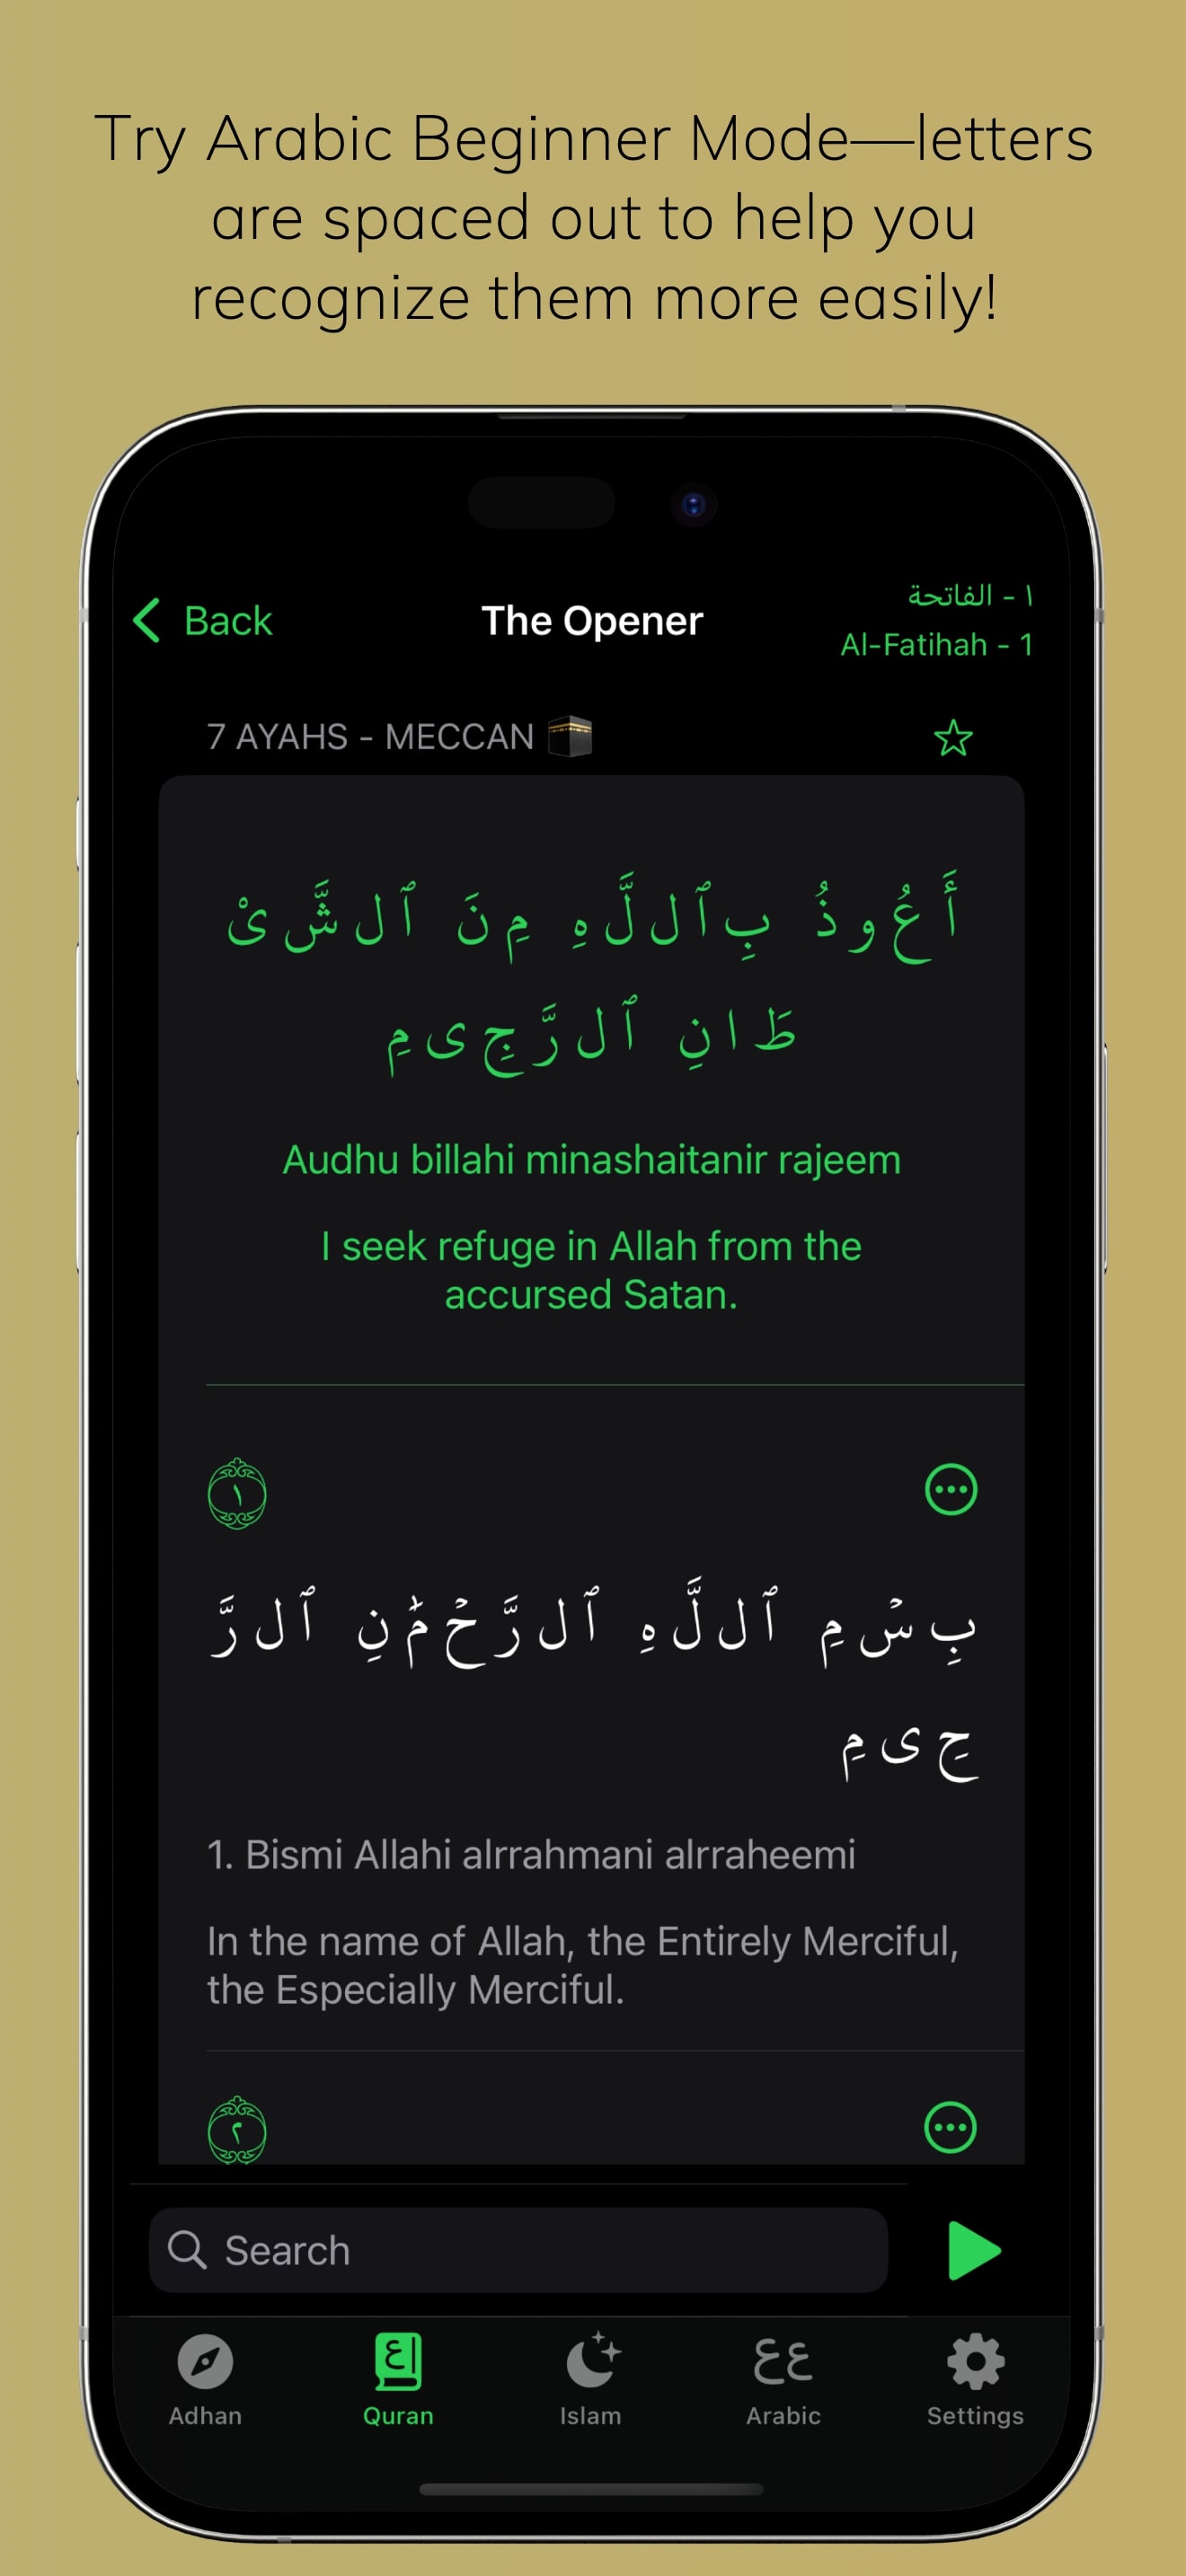 Try Arabic Beginner Mode—letters
are spaced out to help you
recognize them more easily!
Back
The Opener
١ - الفاتحة
Al-Fatihah - 1
7 AYAHS - MECCAN
أَ عُ و ذُ بِ ٱ ل لَّ هِ مِ نَ ٱ ل شَّ ىْ
طَ ا نِ ٱ ل رَّ جِ ى مِ
Audhu billahi minashaitanir rajeem
I seek refuge in Allah from the
accursed Satan.
١
بِ سْ مِ ٱ ل لَّ هِ ٱ ل رَّ حْ مَٰ نِ ٱ ل رَّ
حِ ى مِ
1. Bismi Allahi alrrahmani alrraheemi
In the name of Allah, the Entirely Merciful,
the Especially Merciful.
٢
Search
Adhan
Quran
Islam
عع
Arabic
Settings